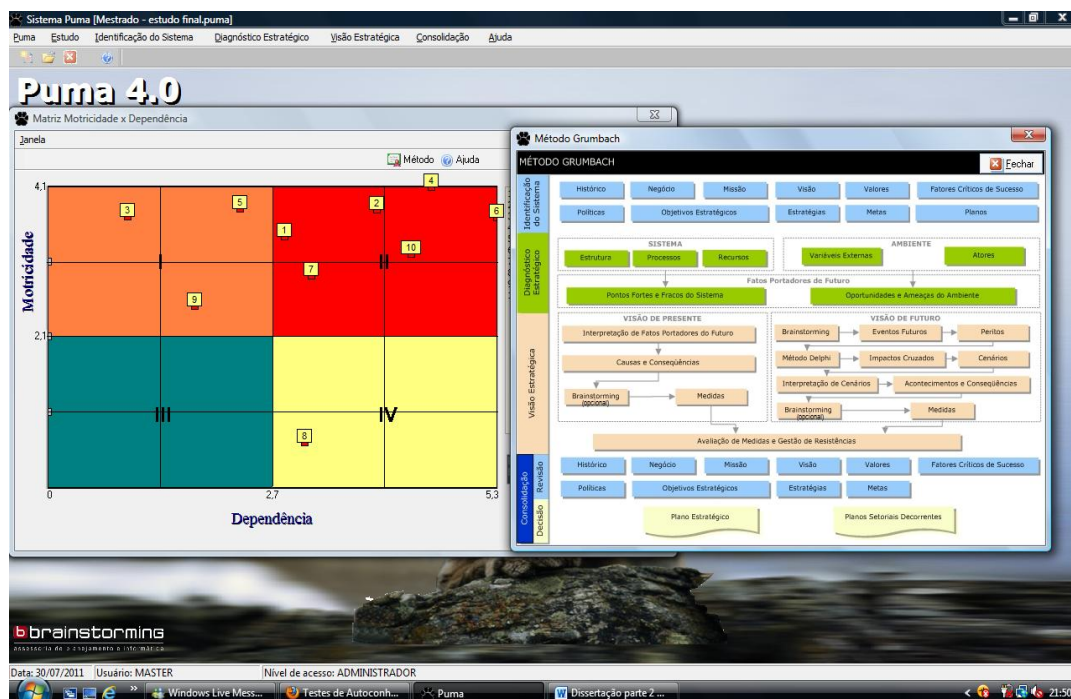 Sistema Puma [Mestrado - estudo final.puma]
Puma Estudo Identificação do Sistema Diagnóstico Estratégico Visão Estratégica Consolidação Ajuda
Puma 4.0
Matriz Motricidade x Dependência
Janela
Método Ajuda
4,1
4
3
5
2
6
1
10
I
II
7
9
Motricidade
2,1
III
IV
8
0
2,7
5,3
Dependência
Método Grumbach
MÉTODO GRUMBACH
Fechar
Identificação do Sistema
Histórico Negócio Missão Visão Valores Fatores Críticos de Sucesso
Políticas Objetivos Estratégicos Estratégias Metas Planos
Diagnóstico Estratégico
SISTEMA AMBIENTE
Estrutura Processos Recursos Variáveis Externas Atores
Fatos Portadores de Futuro
Pontos Fortes e Fracos do Sistema Oportunidades e Ameaças do Ambiente
Visão Estratégica
VISÃO DE PRESENTE VISÃO DE FUTURO
Interpretação de Fatos Portadores do Futuro Brainstorming Eventos Futuros Peritos
Causas e Conseqüências Método Delphi Impactos Cruzados Cenários
Interpretação de Cenários Acontecimentos e Conseqüências
Brainstorming (opcional) Medidas Brainstorming (opcional) Medidas
Avaliação de Medidas e Gestão de Resistências
Consolidação
Revisão
Histórico Negócio Missão Visão Valores Fatores Críticos de Sucesso
Políticas Objetivos Estratégicos Estratégias Metas
Decisão
Plano Estratégico Planos Setoriais Decorrentes
brainstorming
assessoria de planejamento e informática
Data: 30/07/2011 Usuário: MASTER Nível de acesso: ADMINISTRADOR
Windows Live Mess... Testes de Autoconh... Puma Dissertação parte 2 ... 21:50